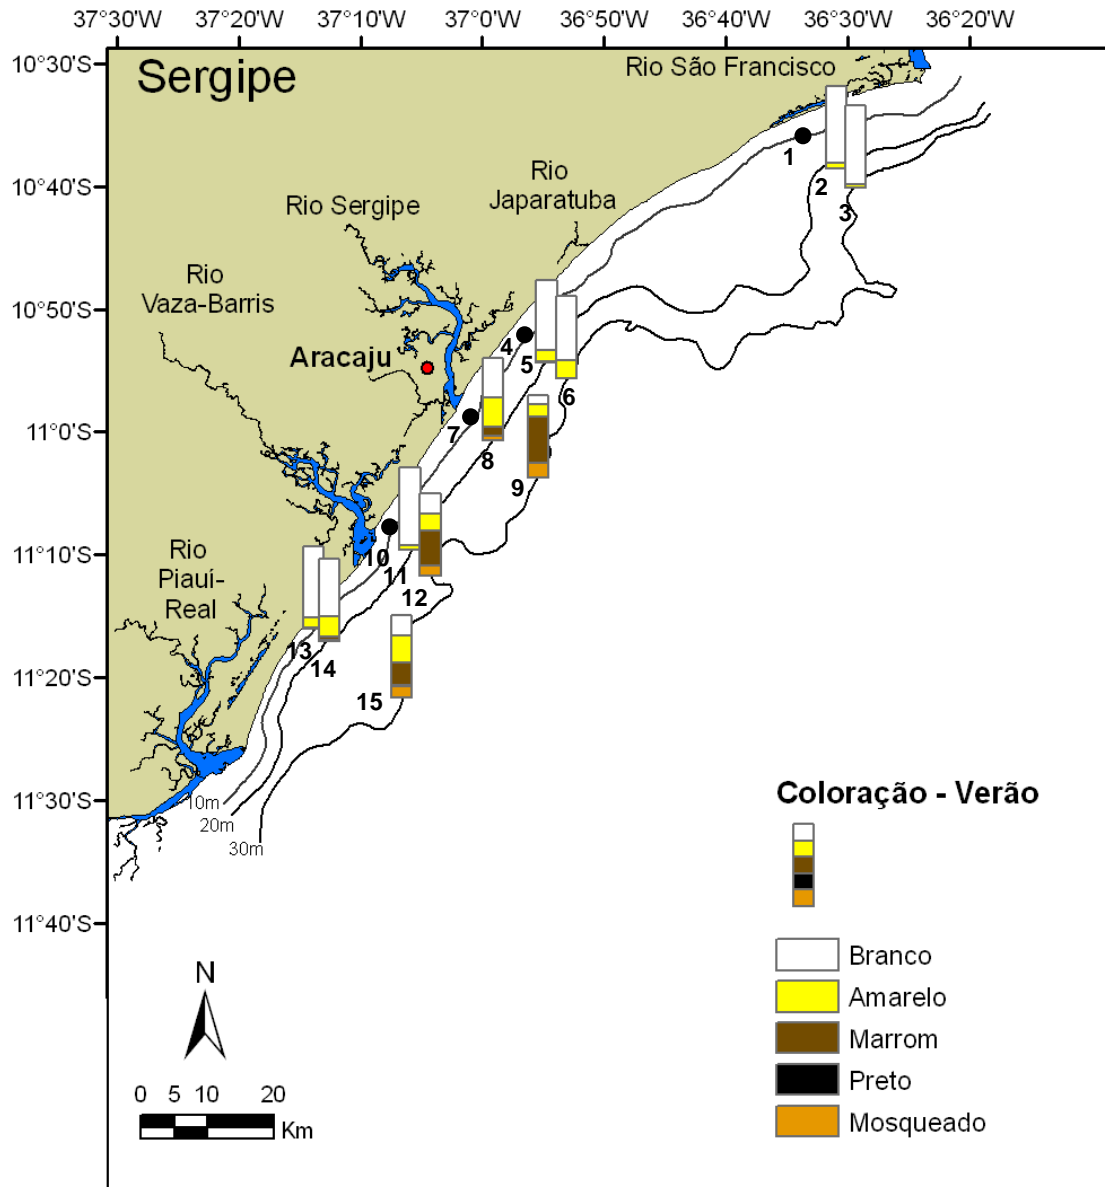 37°30'W 37°20'W 37°10'W 37°0'W 36°50'W 36°40'W 36°30'W 36°20'W
10°30'S
Sergipe
Rio São Francisco
1
2
3
10°40'S
Rio
Japaratuba
Rio Sergipe
Rio
Vaza-Barris
10°50'S
Aracaju
4
5
6
11°0'S
7
8
9
11°10'S
10
11
12
Rio
Piauí-
Real
13
14
15
11°20'S
11°30'S
10m
20m
30m
11°40'S
Coloração - Verão
Branco
Amarelo
Marrom
Preto
Mosqueado
N
0 5 10 20
Km